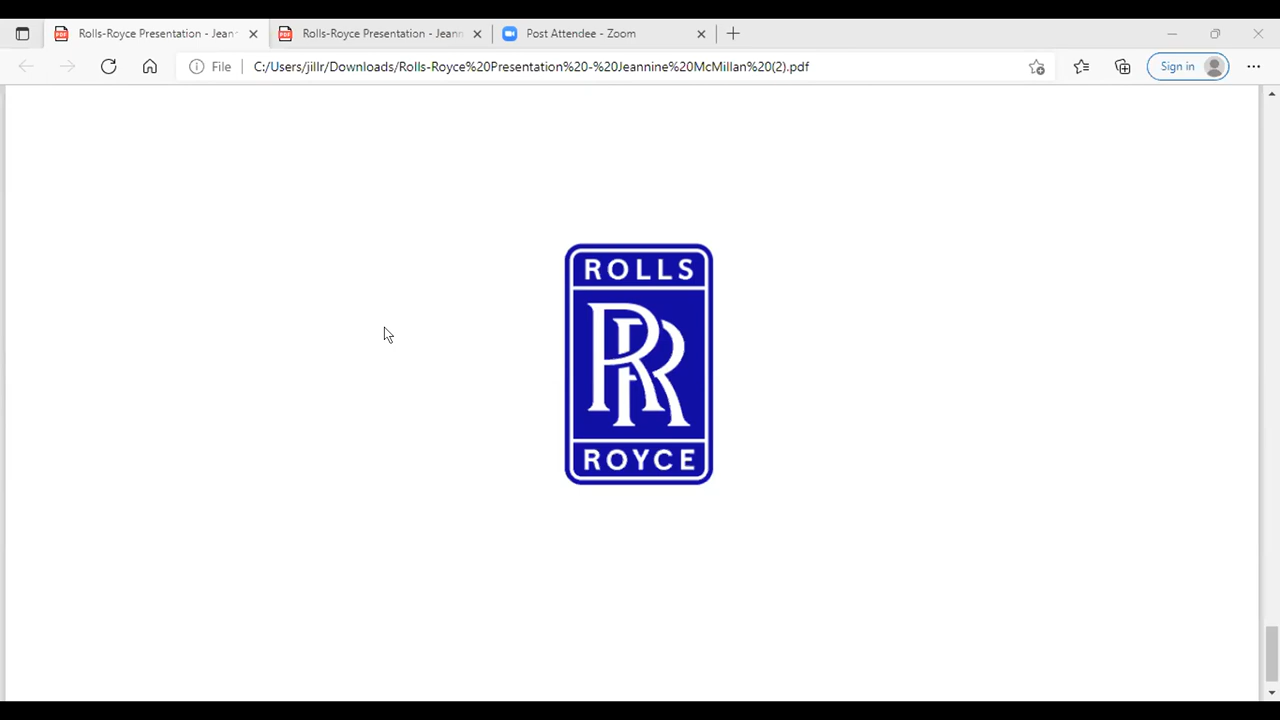 Rolls-Royce Presentation - Jean
Rolls-Royce Presentation - Jeann
Post Attendee - Zoom
File
C:/Users/jillr/Downloads/Rolls-Royce%20Presentation%20-%20Jeannine%20McMillan%20(2).pdf
Sign in
ROLLS
RR
ROYCE